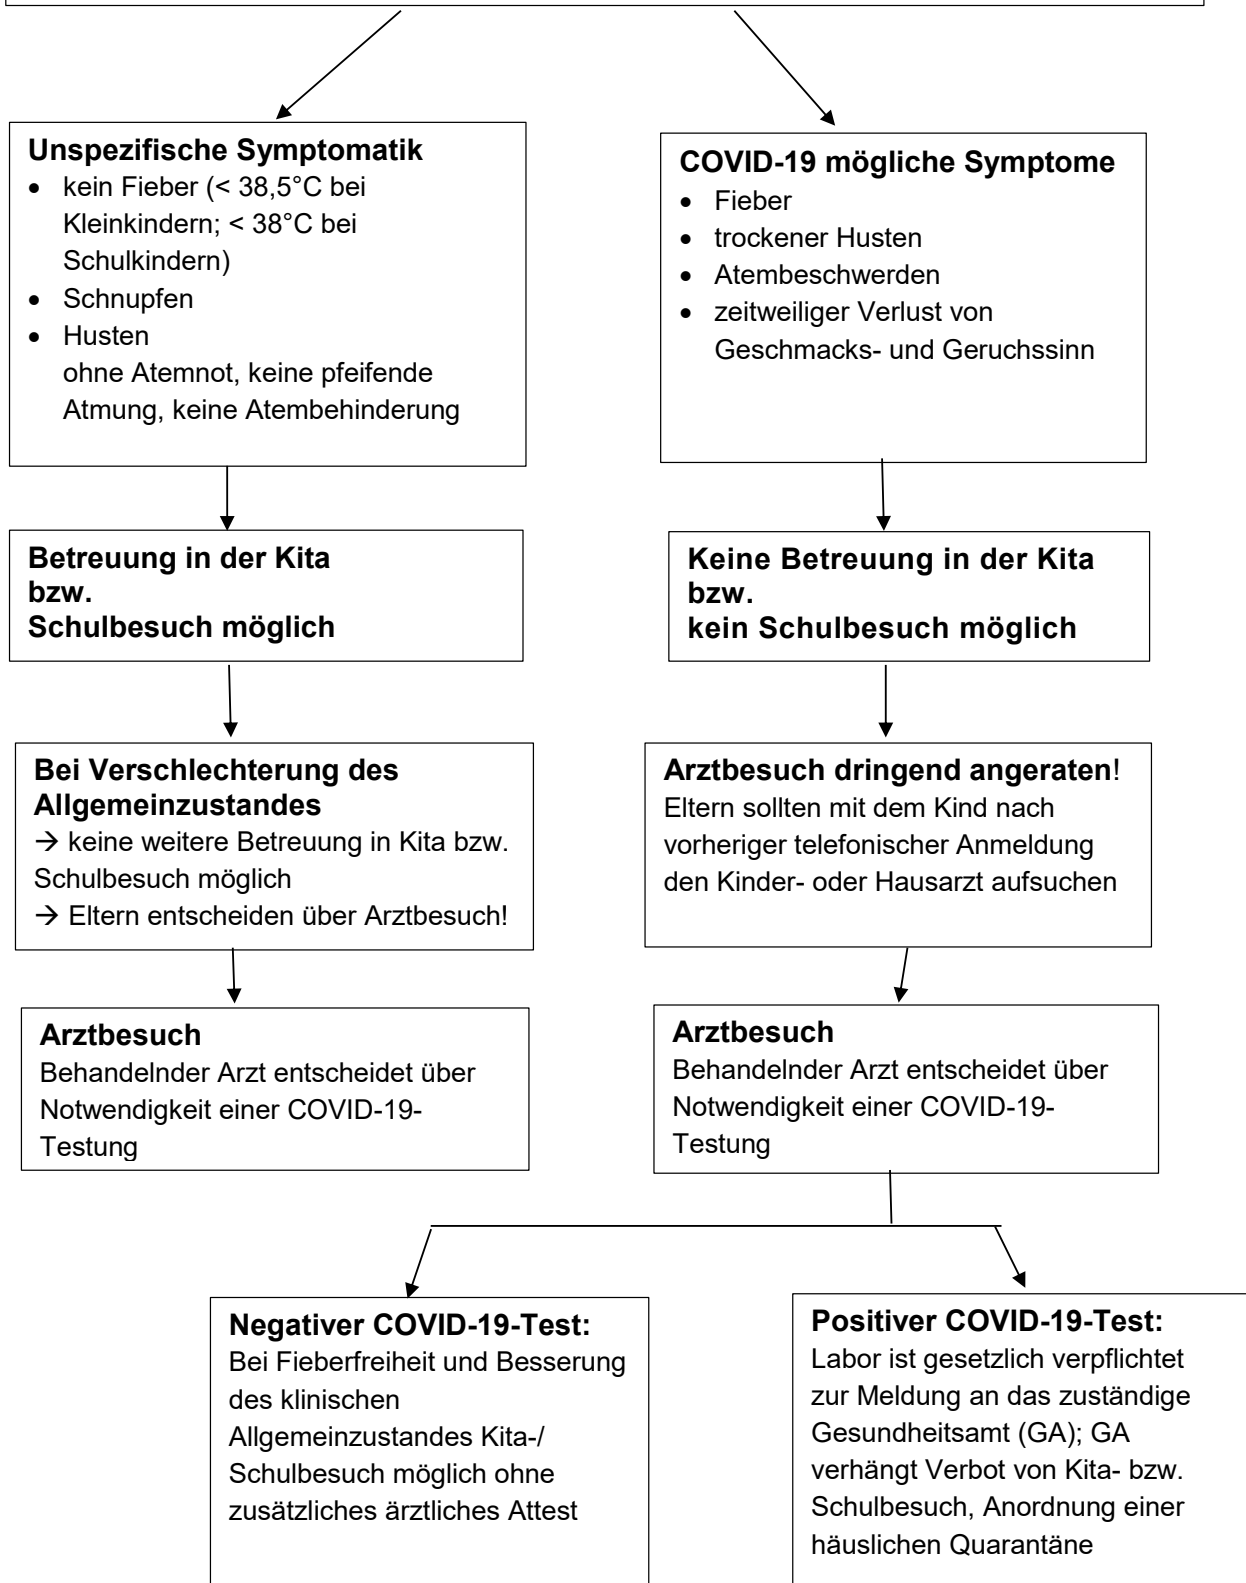 Unspezifische Symptomatik
• kein Fieber (< 38,5°C bei
Kleinkindern; < 38°C bei
Schulkindern)
• Schnupfen
• Husten
ohne Atemnot, keine pfeifende
Atmung, keine Atembehinderung
COVID-19 mögliche Symptome
• Fieber
• trockener Husten
• Atembeschwerden
• zeitweiliger Verlust von
Geschmacks- und Geruchssinn
Betreuung in der Kita
bzw.
Schulbesuch möglich
Keine Betreuung in der Kita
bzw.
kein Schulbesuch möglich
Bei Verschlechterung des
Allgemeinzustandes
→ keine weitere Betreuung in Kita bzw.
Schulbesuch möglich
→ Eltern entscheiden über Arztbesuch!
Arztbesuch dringend angeraten!
Eltern sollten mit dem Kind nach
vorheriger telefonischer Anmeldung
den Kinder- oder Hausarzt aufsuchen
Arztbesuch
Behandelnder Arzt entscheidet über
Notwendigkeit einer COVID-19-
Testung
Arztbesuch
Behandelnder Arzt entscheidet über
Notwendigkeit einer COVID-19-
Testung
Negativer COVID-19-Test:
Bei Fieberfreiheit und Besserung
des klinischen
Allgemeinzustandes Kita-/
Schulbesuch möglich ohne
zusätzliches ärztliches Attest
Positiver COVID-19-Test:
Labor ist gesetzlich verpflichtet
zur Meldung an das zuständige
Gesundheitsamt (GA); GA
verhängt Verbot von Kita- bzw.
Schulbesuch, Anordnung einer
häuslichen Quarantäne